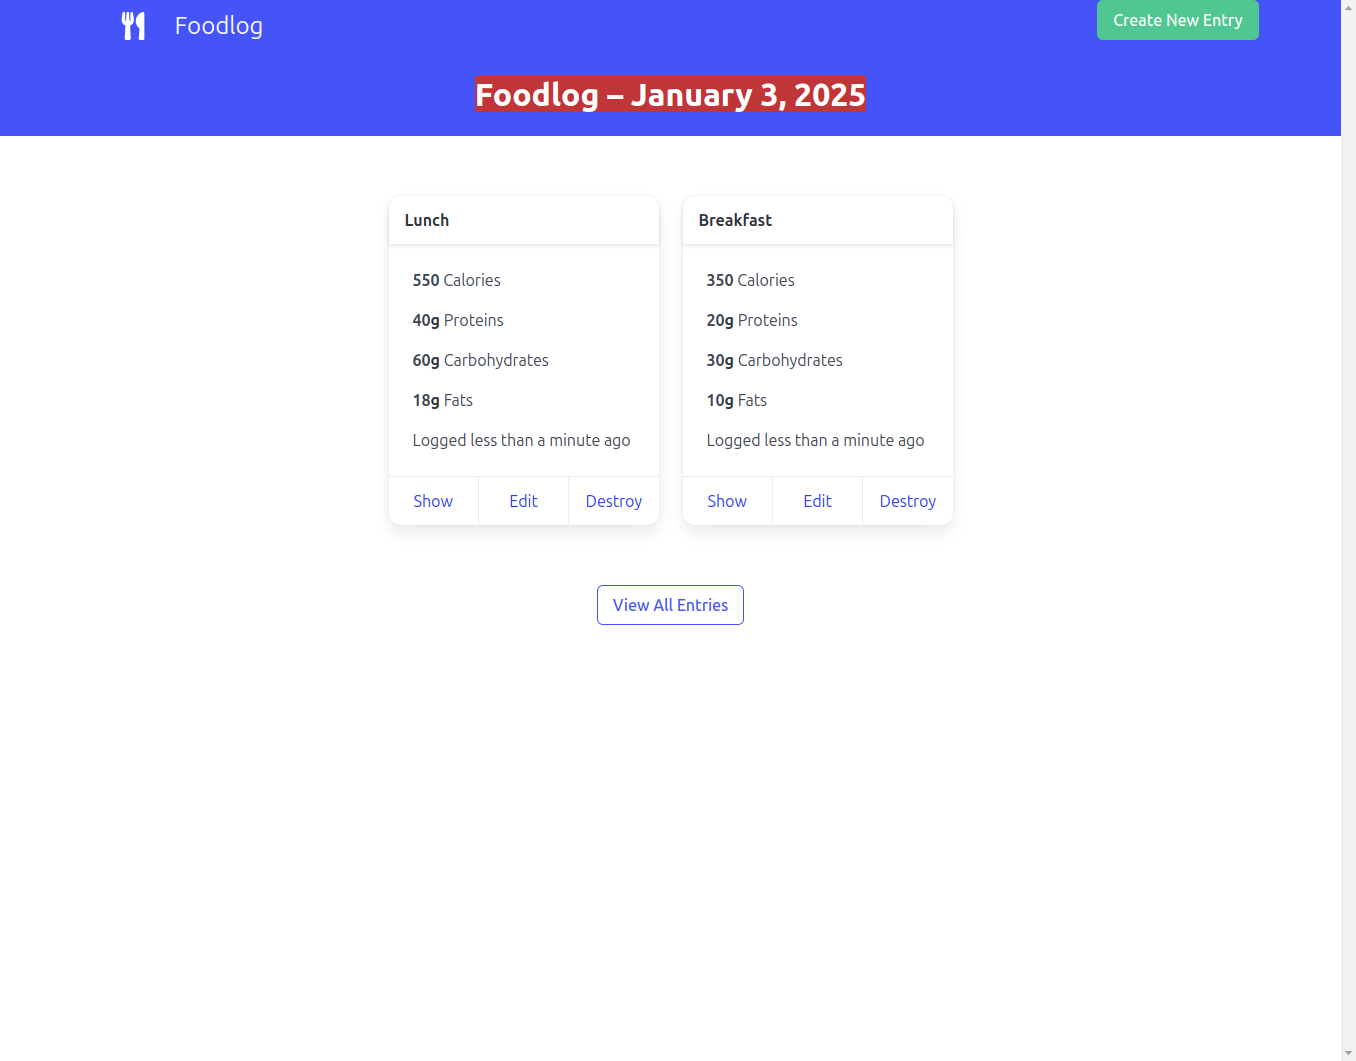 Foodlog
Create New Entry
Foodlog – January 3, 2025
Lunch
550 Calories
40g Proteins
60g Carbohydrates
18g Fats
Logged less than a minute ago
Show Edit Destroy
Breakfast
350 Calories
20g Proteins
30g Carbohydrates
10g Fats
Logged less than a minute ago
Show Edit Destroy
View All Entries